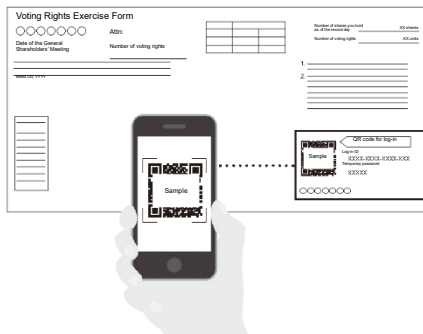 Voting Rights Exercise Form
○○○○○○○
Attn:
Date of the General
Shareholders' Meeting
Number of voting rights
Number of shares you hold
as of the record day
XX shares
Number of voting rights
XX units
1.
2.
QR code for log-in
Log-in ID
XXXX-XXXX-XXXX-XXX
Temporary password
XXXXX
Sample
○○○○○○○
Sample